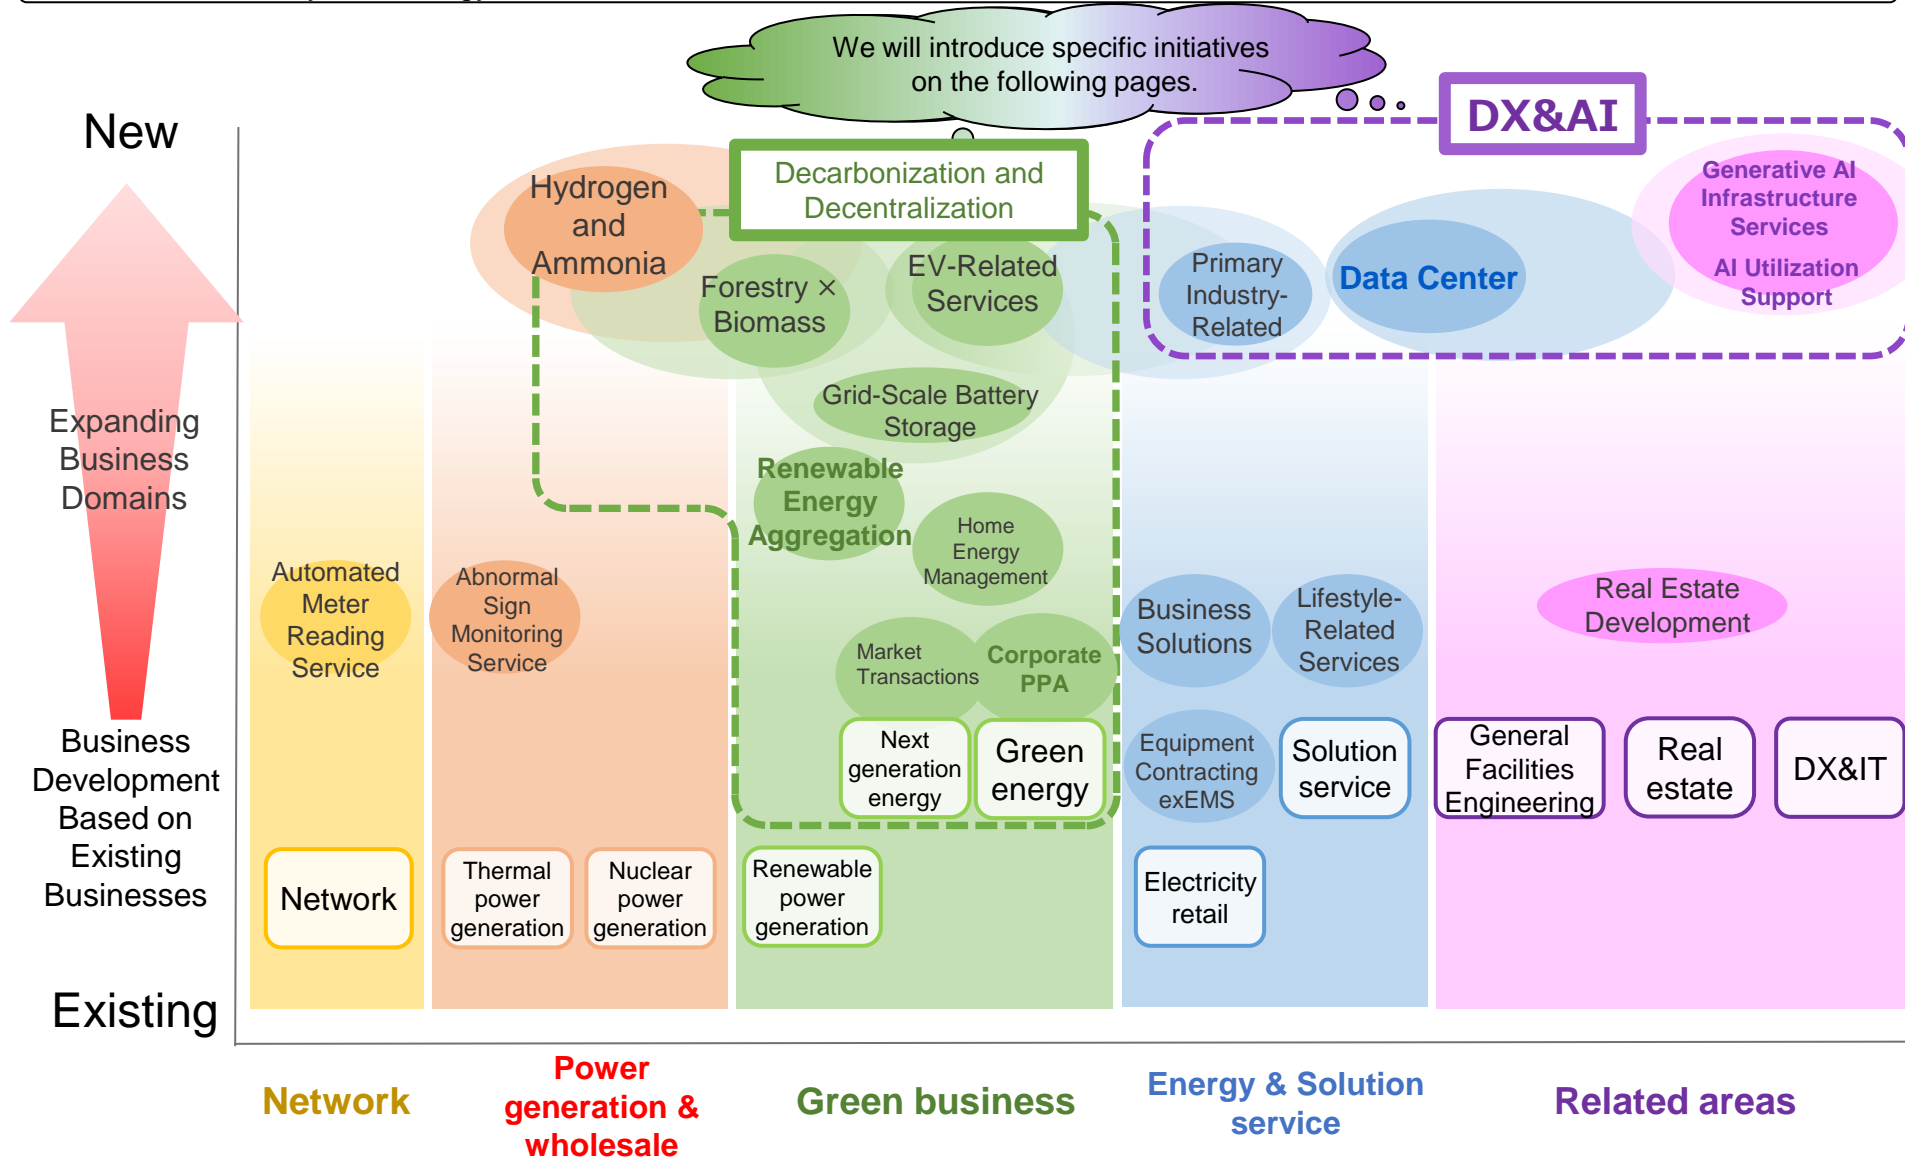 We will introduce specific initiatives
on the following pages.
DX&AI
New
Decarbonization and
Decentralization
Hydrogen
and
Ammonia
Generative AI
Infrastructure
Services
AI Utilization
Support
Forestry ×
Biomass
EV-Related
Services
Primary
Industry-
Related
Data Center
Grid-Scale Battery
Storage
Expanding
Business
Domains
Renewable
Energy
Aggregation
Home
Energy
Management
Automated
Meter
Reading
Service
Abnormal
Sign
Monitoring
Service
Business
Solutions
Lifestyle-
Related
Services
Real Estate
Development
Market
Transactions
Corporate
PPA
Business
Development
Based on
Existing
Businesses
Next
generation
energy
Green
energy
Equipment
Contracting
exEMS
Solution
service
General
Facilities
Engineering
Real
estate
DX&IT
Network
Thermal
power
generation
Nuclear
power
generation
Renewable
power
generation
Electricity
retail
Existing
Network
Power
generation &
wholesale
Green business
Energy & Solution
service
Related areas